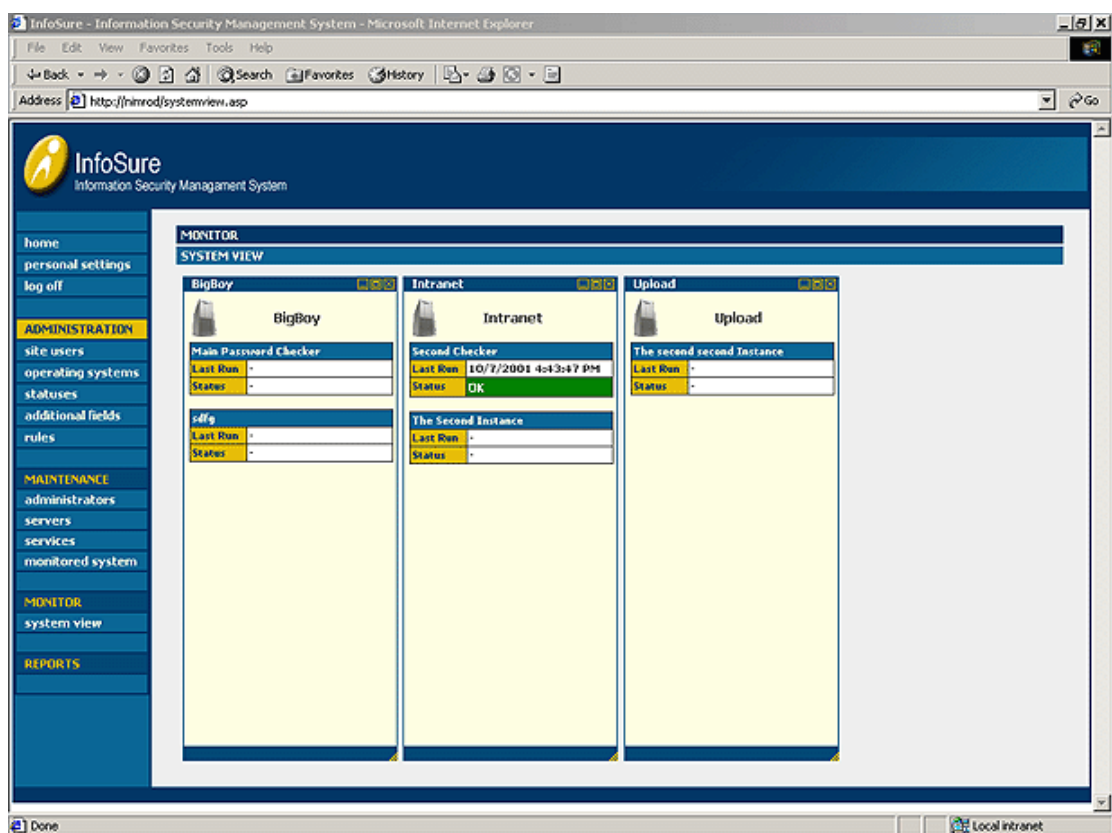 InfoSure - Information Security Management System - Microsoft Internet Explorer
File Edit View Favorites Tools Help
Back Search Favorites History
Address http://nimrod/systemview.asp Go
InfoSure
Information Security Managament System
home
personal settings
log off
ADMINISTRATION
site users
operating systems
statuses
additional fields
rules
MAINTENANCE
administrators
servers
services
monitored system
MONITOR
system view
REPORTS
MONITOR
SYSTEM VIEW
BigBoy
BigBoy
Main Password Checker
Last Run -
Status -
sdfg
Last Run -
Status -
Intranet
Intranet
Second Checker
Last Run 10/7/2001 4:43:47 PM
Status OK
The Second Instance
Last Run -
Status -
Upload
Upload
The second second Instance
Last Run -
Status -
Done Local intranet